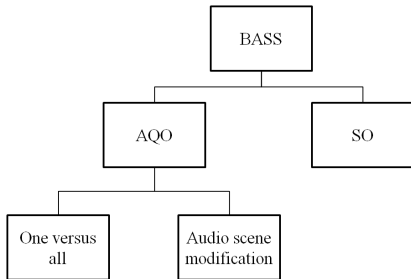 BASS
AQO
SO
One versus
all
Audio scene
modification